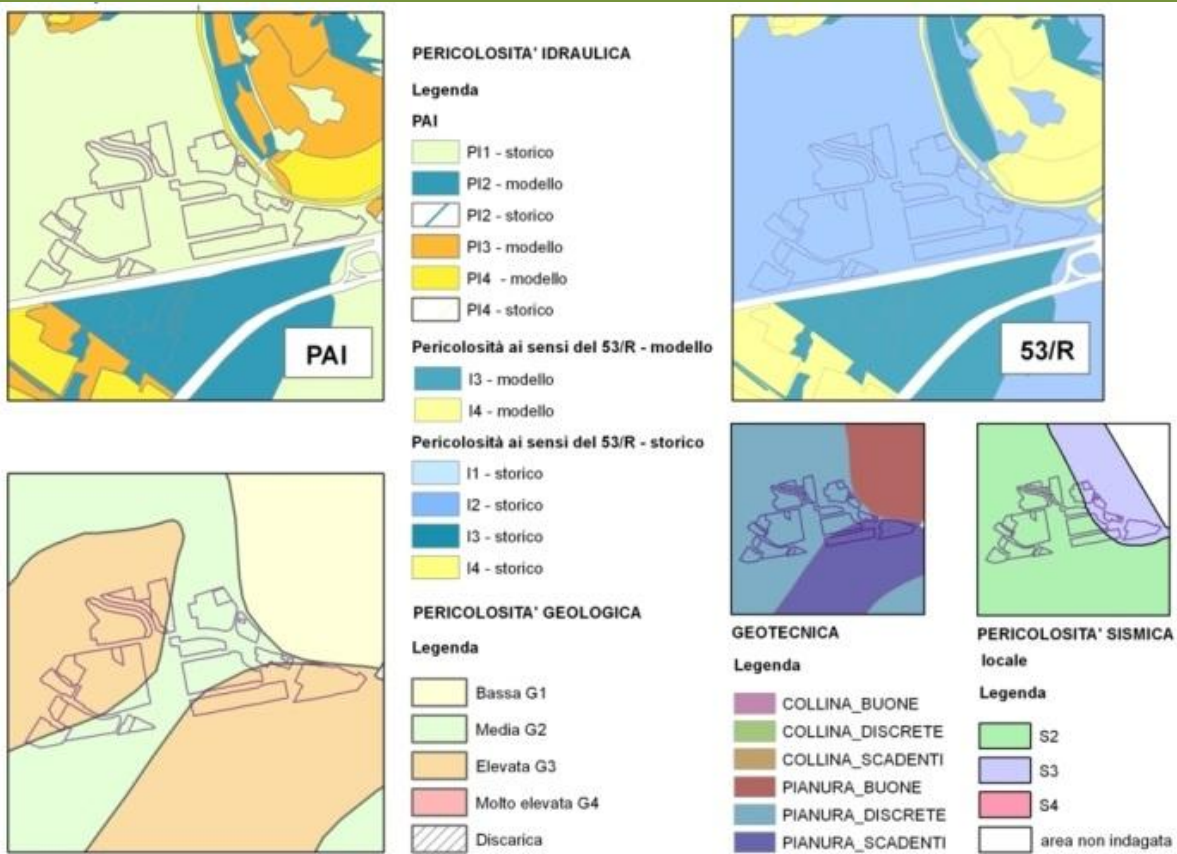 PAI
PERICOLOSITA' IDRAULICA
Legenda
PAI
PI1 - storico
PI2 - modello
PI2 - storico
PI3 - modello
PI4 - modello
PI4 - storico
Pericolosità ai sensi del 53/R - modello
I3 - modello
I4 - modello
Pericolosità ai sensi del 53/R - storico
I1 - storico
I2 - storico
I3 - storico
I4 - storico
PERICOLOSITA' GEOLOGICA
Legenda
Bassa G1
Media G2
Elevata G3
Molto elevata G4
Discarica
53/R
GEOTECNICA
Legenda
COLLINA_BUONE
COLLINA_DISCRETE
COLLINA_SCADENTI
PIANURA_BUONE
PIANURA_DISCRETE
PIANURA_SCADENTI
PERICOLOSITA' SISMICA
locale
Legenda
S2
S3
S4
area non indagata